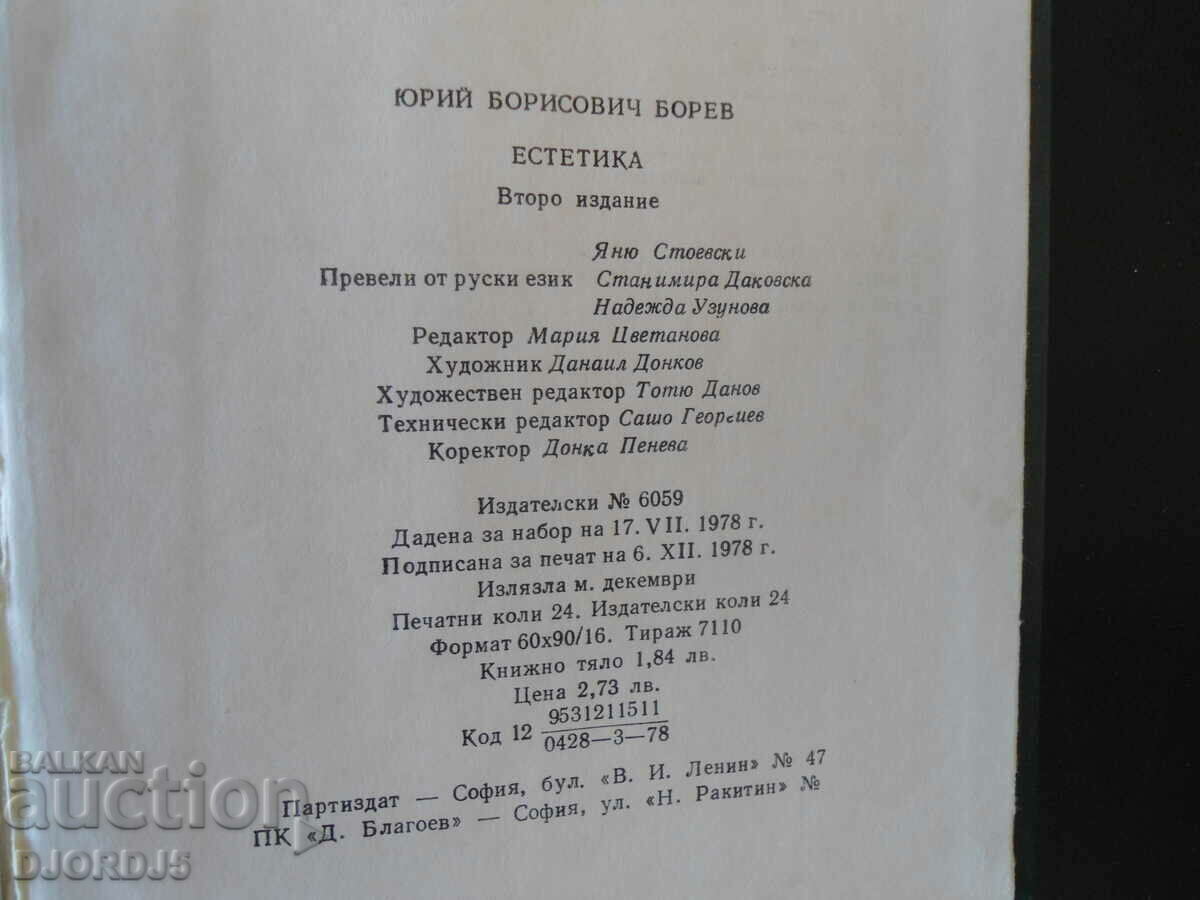 ЮРИЙ БОРИСОВИЧ БОРЕВ
ЕСТЕТИКА
Второ издание
Яню Стоевски
Превели от руски език Станимира Даковска
Надежда Узунова
Редактор Мария Цветанова
Художник Данаил Донков
Художествен редактор Тотю Данов
Технически редактор Сашо Георгиев
Коректор Донка Пенева
Издателски № 6059
Дадена за набор на 17. VII. 1978 г.
Подписана за печат на 6. XII. 1978 г.
Излязла м. декември
Печатни коли 24. Издателски коли 24
Формат 60х90/16. Тираж 7110
Книжно тяло 1,84 лв.
Цена 2,73 лв.
Код 12 9531211511
0428—3—78
Партиздат — София, бул. «В. И. Ленин» № 47
ПК «Д. Благоев» — София, ул. «Н. Ракитин» №
BALKAN
auction
DJORDJ5